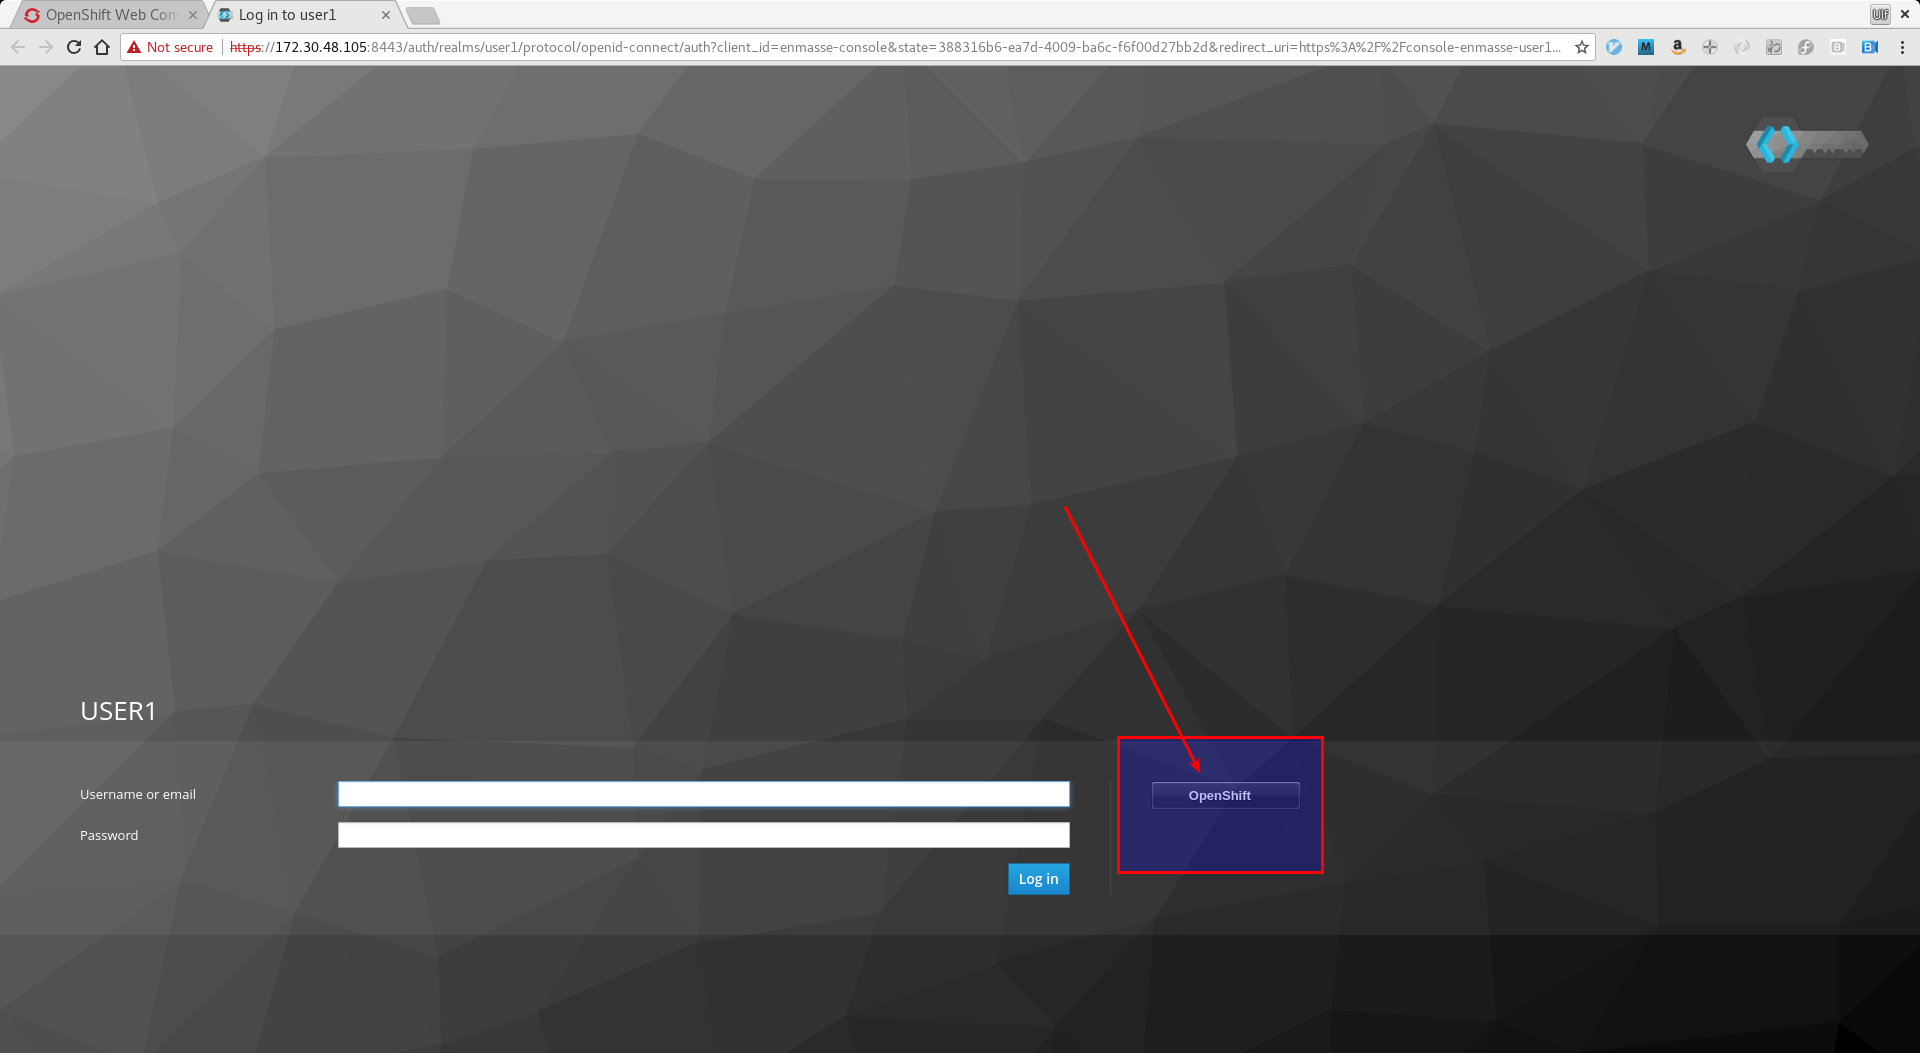 OpenShift Web Con
Log in to user1
Ulf
Not secure
https://172.30.48.105:8443/auth/realms/user1/protocol/openid-connect/auth?client_id=enmasse-console&state=388316b6-ea7d-4009-ba6c-f6f00d27bb2d&redirect_uri=https%3A%2F%2Fconsole-enmasse-user1...
USER1
Username or email
Password
Log in
OpenShift